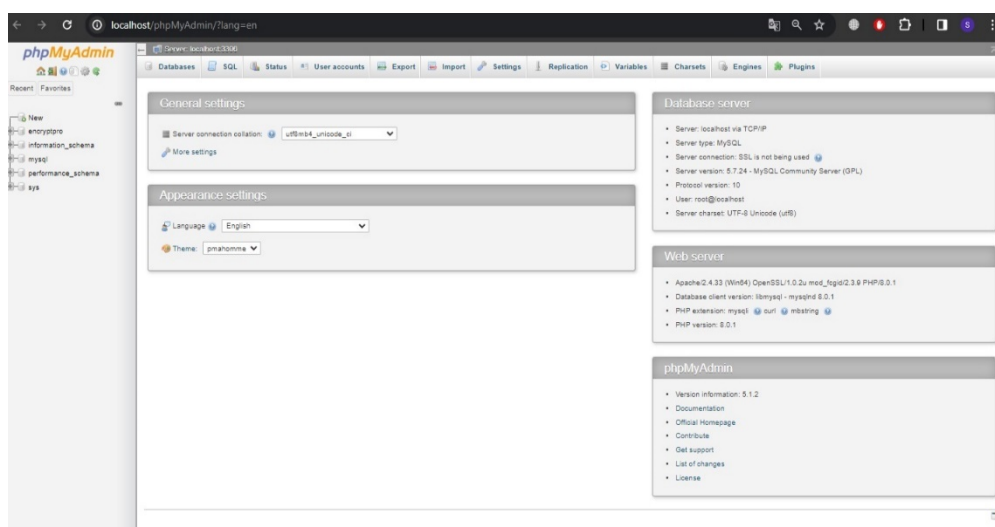 localhost/phpMyAdmin/?lang=en
S
phpMyAdmin
Recent Favorites
New
encryptpro
information_schema
mysql
performance_schema
sys
Server: localhost:3306
Databases SQL Status User accounts Export Import Settings Replication Variables Charsets Engines Plugins
General settings
Server connection collation: utf8mb4_unicode_ci
More settings
Appearance settings
Language English
Theme: pmahomme
Database server
Server: localhost via TCP/IP
Server type: MySQL
Server connection: SSL is not being used
Server version: 5.7.24 - MySQL Community Server (GPL)
Protocol version: 10
User: root@localhost
Server charset: UTF-8 Unicode (utf8)
Web server
Apache/2.4.33 (Win64) OpenSSL/1.0.2u mod_fcgid/2.3.9 PHP/8.0.1
Database client version: libmysql - mysqlnd 8.0.1
PHP extension: mysqli curl mbstring
PHP version: 8.0.1
phpMyAdmin
Version information: 5.1.2
Documentation
Official Homepage
Contribute
Get support
List of changes
License